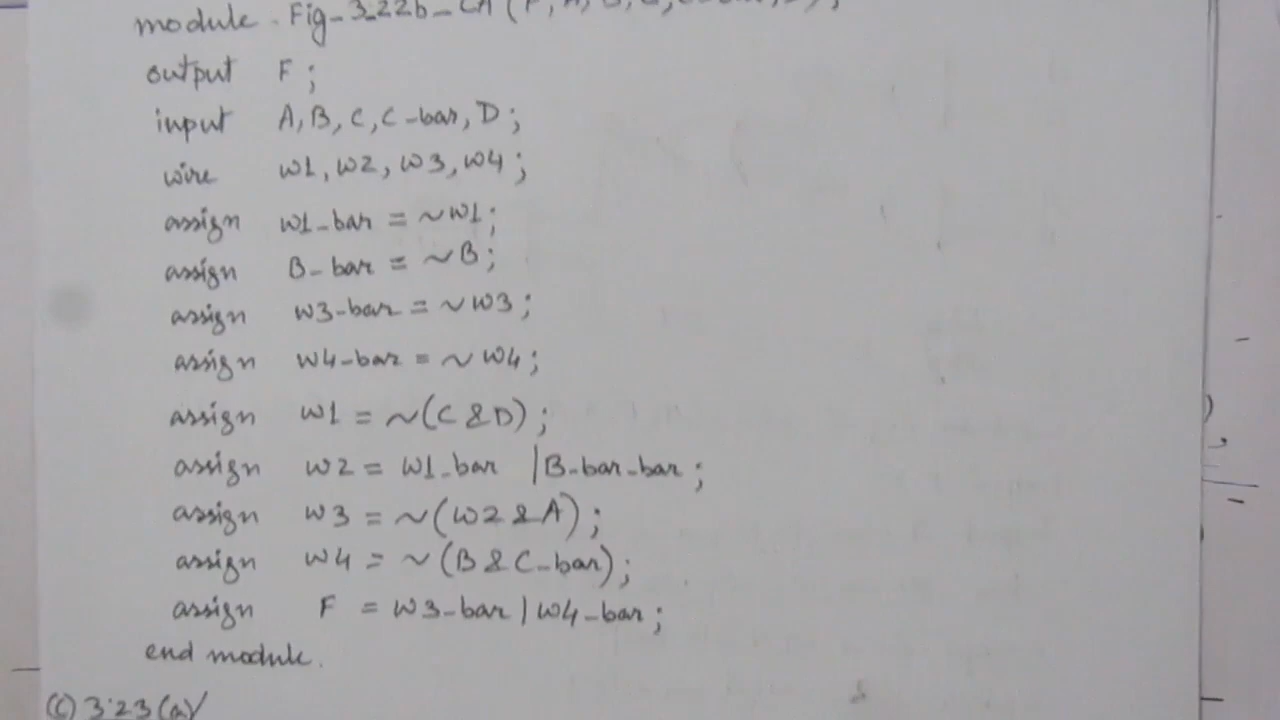 module. Fig-3.22b-CA (F, A, B, C,
output F;
input A, B, C, C-bar, D;
wire w1, w2, w3, w4;
assign w1-bar = ~w1;
assign B-bar = ~B;
assign w3-bar = ~w3;
assign w4-bar = ~w4;
assign w1 = ~(C & D);
assign w2 = w1-bar | B-bar-bar;
assign w3 = ~(w2 & A);
assign w4 = ~(B & C-bar);
assign F = w3-bar | w4-bar;
end module.
(c) 3.23 (a)/